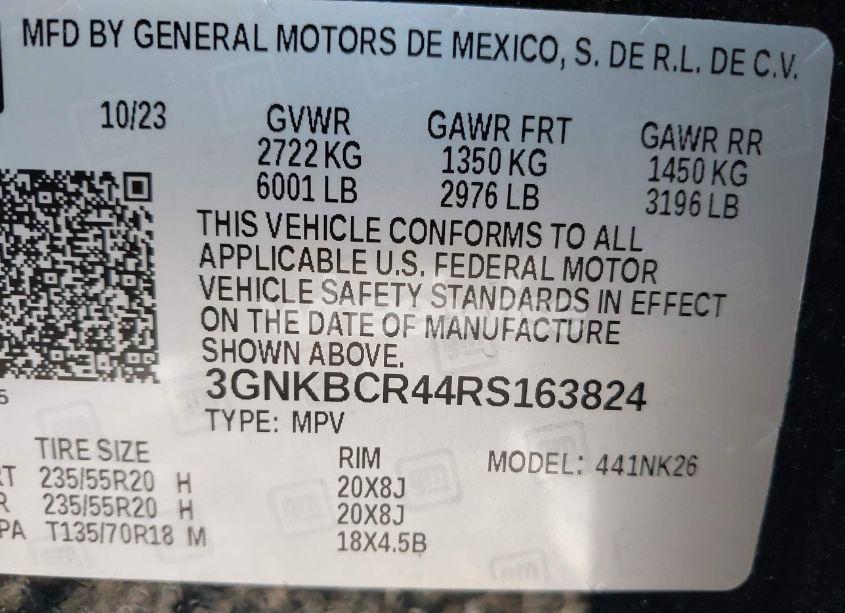 MFD BY GENERAL MOTORS DE MEXICO, S. DE R.L. DE C.V.
10/23 GVWR GAWR FRT GAWR RR
2722 KG 1350 KG 1450 KG
6001 LB 2976 LB 3196 LB
THIS VEHICLE CONFORMS TO ALL
APPLICABLE U.S. FEDERAL MOTOR
VEHICLE SAFETY STANDARDS IN EFFECT
ON THE DATE OF MANUFACTURE
SHOWN ABOVE.
3GNKBCR44RS163824
TYPE: MPV
TIRE SIZE RIM MODEL: 441NK26
RT 235/55R20 H 20X8J
R 235/55R20 H 20X8J
PA T135/70R18 M 18X4.5B
gm